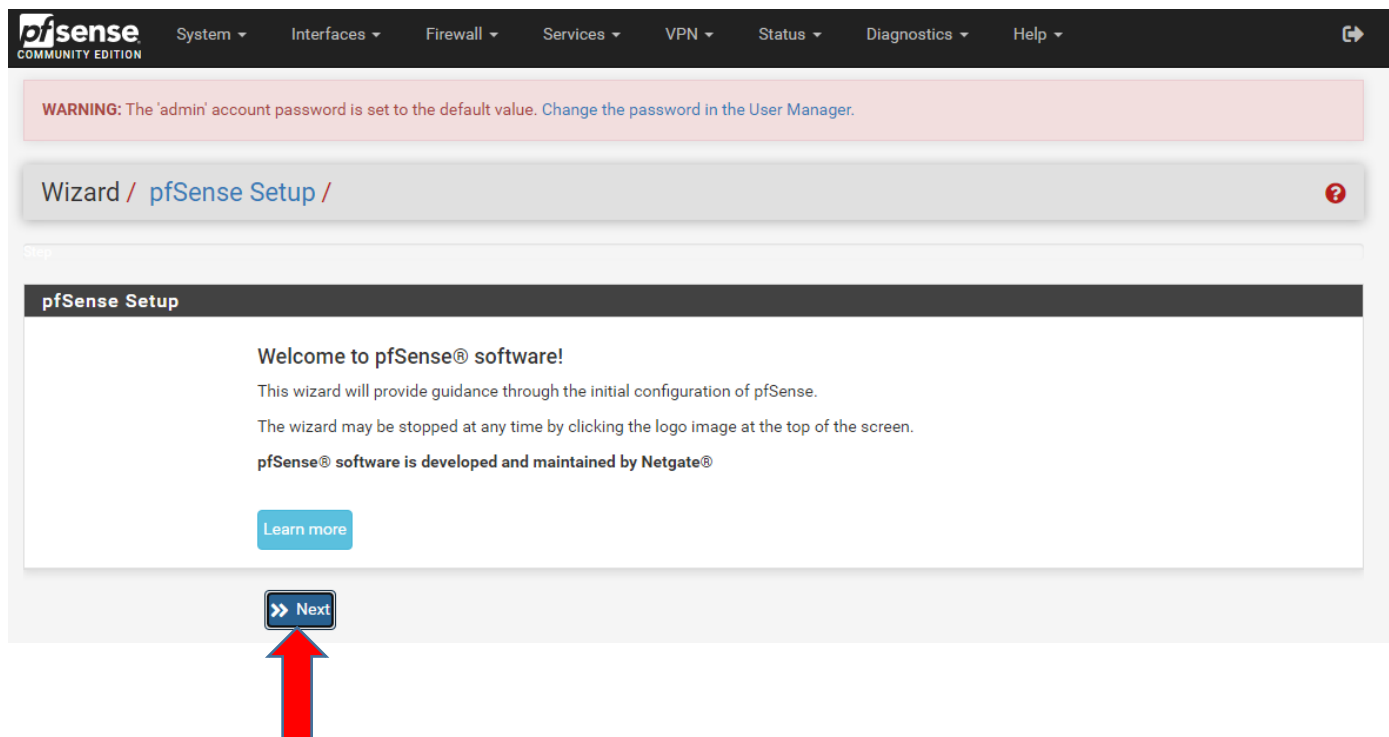 pfsense
COMMUNITY EDITION
System Interfaces Firewall Services VPN Status Diagnostics Help
WARNING: The 'admin' account password is set to the default value. Change the password in the User Manager.
Wizard / pfSense Setup /
Step
pfSense Setup
Welcome to pfSense® software!
This wizard will provide guidance through the initial configuration of pfSense.
The wizard may be stopped at any time by clicking the logo image at the top of the screen.
pfSense® software is developed and maintained by Netgate®
Learn more
Next